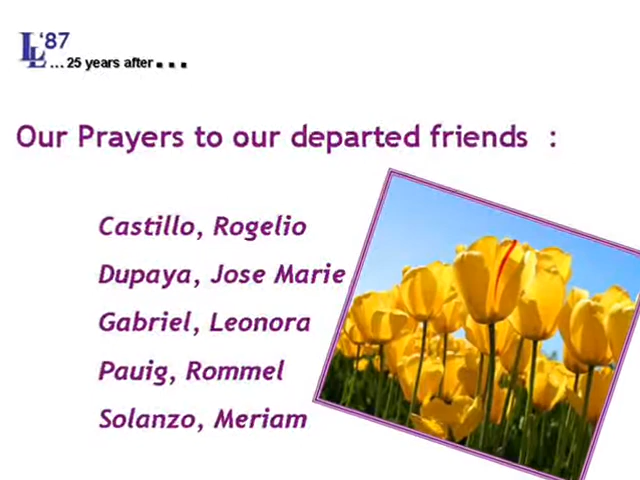 LL '87
... 25 years after...
Our Prayers to our departed friends :
Castillo, Rogelio
Dupaya, Jose Marie
Gabriel, Leonora
Pauig, Rommel
Solanzo, Meriam